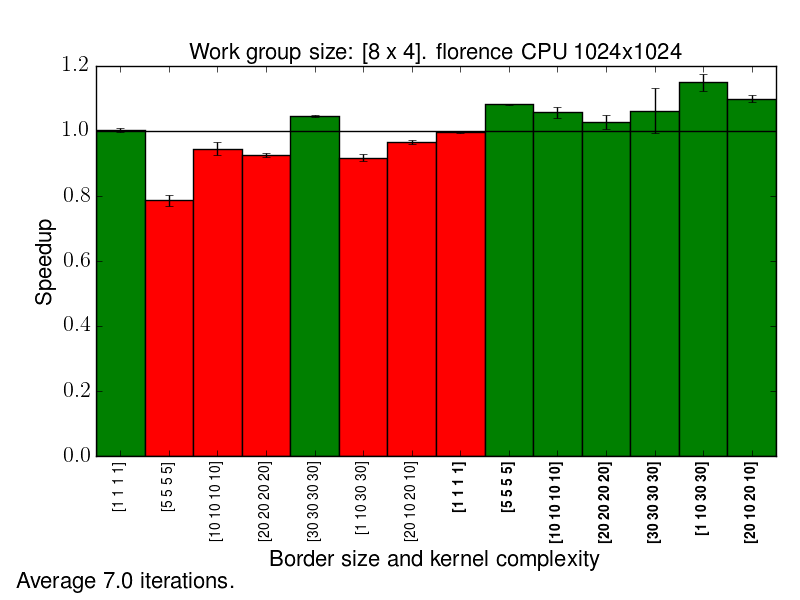 Work group size: [8 x 4]. florence CPU 1024x1024
1.2
1.0
0.8
0.6
0.4
0.2
0.0
Speedup
[1 1 1 1]
[5 5 5 5]
[10 10 10 10]
[20 20 20 20]
[30 30 30 30]
[1 10 30 30]
[20 10 20 10]
[1 1 1 1]
[5 5 5 5]
[10 10 10 10]
[20 20 20 20]
[30 30 30 30]
[1 10 30 30]
[20 10 20 10]
Border size and kernel complexity
Average 7.0 iterations.